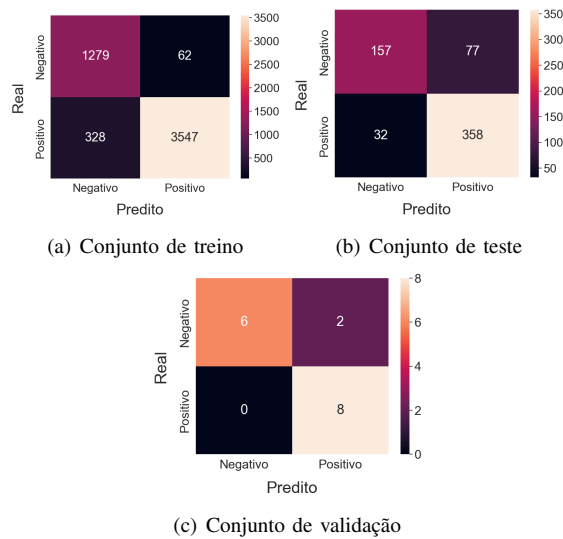 Real
Negativo
Positivo
1279
62
328
3547
Negativo
Positivo
Predito
3500
3000
2500
2000
1500
1000
500
(a) Conjunto de treino
Real
Negativo
Positivo
157
77
32
358
Negativo
Positivo
Predito
350
300
250
200
150
100
50
(b) Conjunto de teste
Real
Negativo
Positivo
6
2
0
8
Negativo
Positivo
Predito
8
6
4
2
0
(c) Conjunto de validação